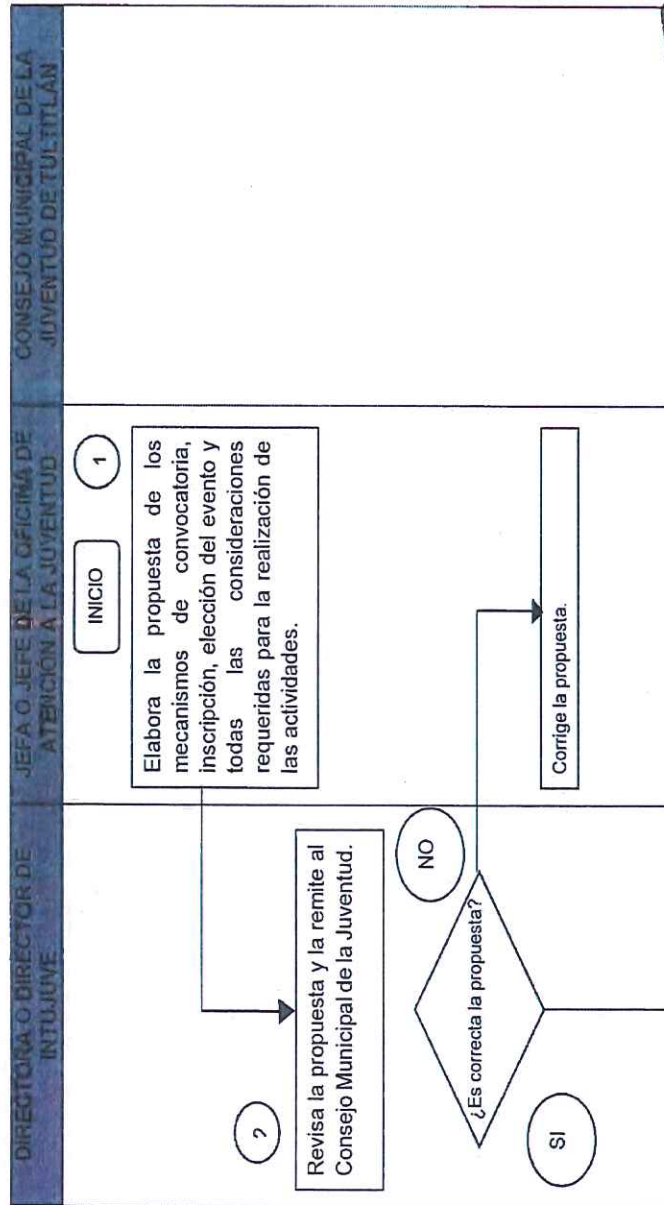 DIRECTORA O DIRECTOR DE
INTUJUVE
JEFA O JEFE DE LA OFICINA DE
ATENCIÓN A LA JUVENTUD
CONSEJO MUNICIPAL DE LA
JUVENTUD DE TULTITLÁN
INICIO
1
Elabora la propuesta de los
mecanismos de convocatoria,
inscripción, elección del evento y
todas las consideraciones
requeridas para la realización de
las actividades.
2
Revisa la propuesta y la remite al
Consejo Municipal de la Juventud.
¿Es correcta la propuesta?
NO
Corrige la propuesta.
SI